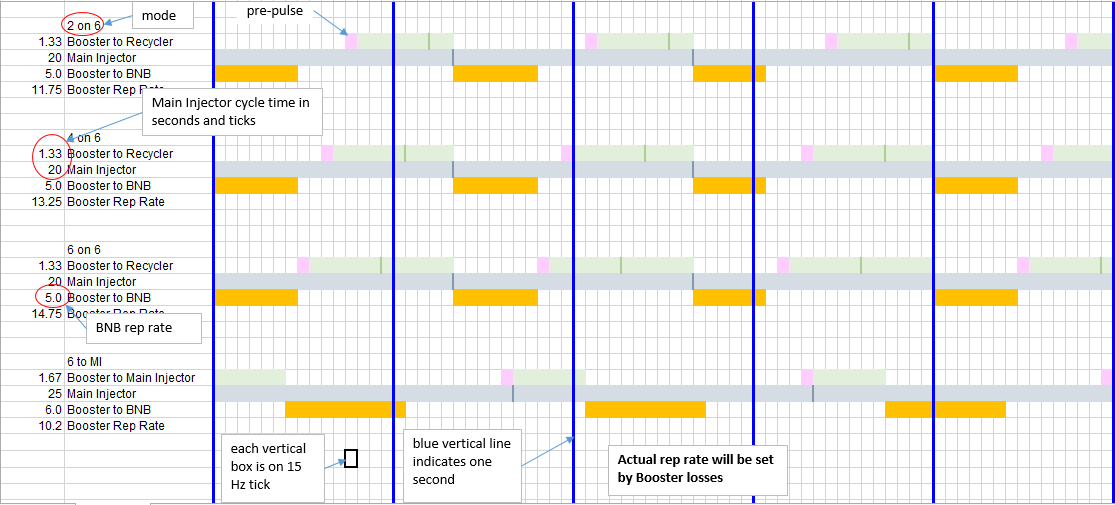 2 on 6
mode
pre-pulse
1.33 Booster to Recycler
20 Main Injector
5.0 Booster to BNB
11.75 Booster Rep Rate
Main Injector cycle time in
seconds and ticks
4 on 6
1.33 Booster to Recycler
20 Main Injector
5.0 Booster to BNB
13.25 Booster Rep Rate
6 on 6
1.33 Booster to Recycler
20 Main Injector
5.0 Booster to BNB
14.75 Booster Rep Rate
BNB rep rate
6 to MI
1.67 Booster to Main Injector
25 Main Injector
6.0 Booster to BNB
10.2 Booster Rep Rate
each vertical
box is on 15
Hz tick
blue vertical line
indicates one
second
Actual rep rate will be set
by Booster losses